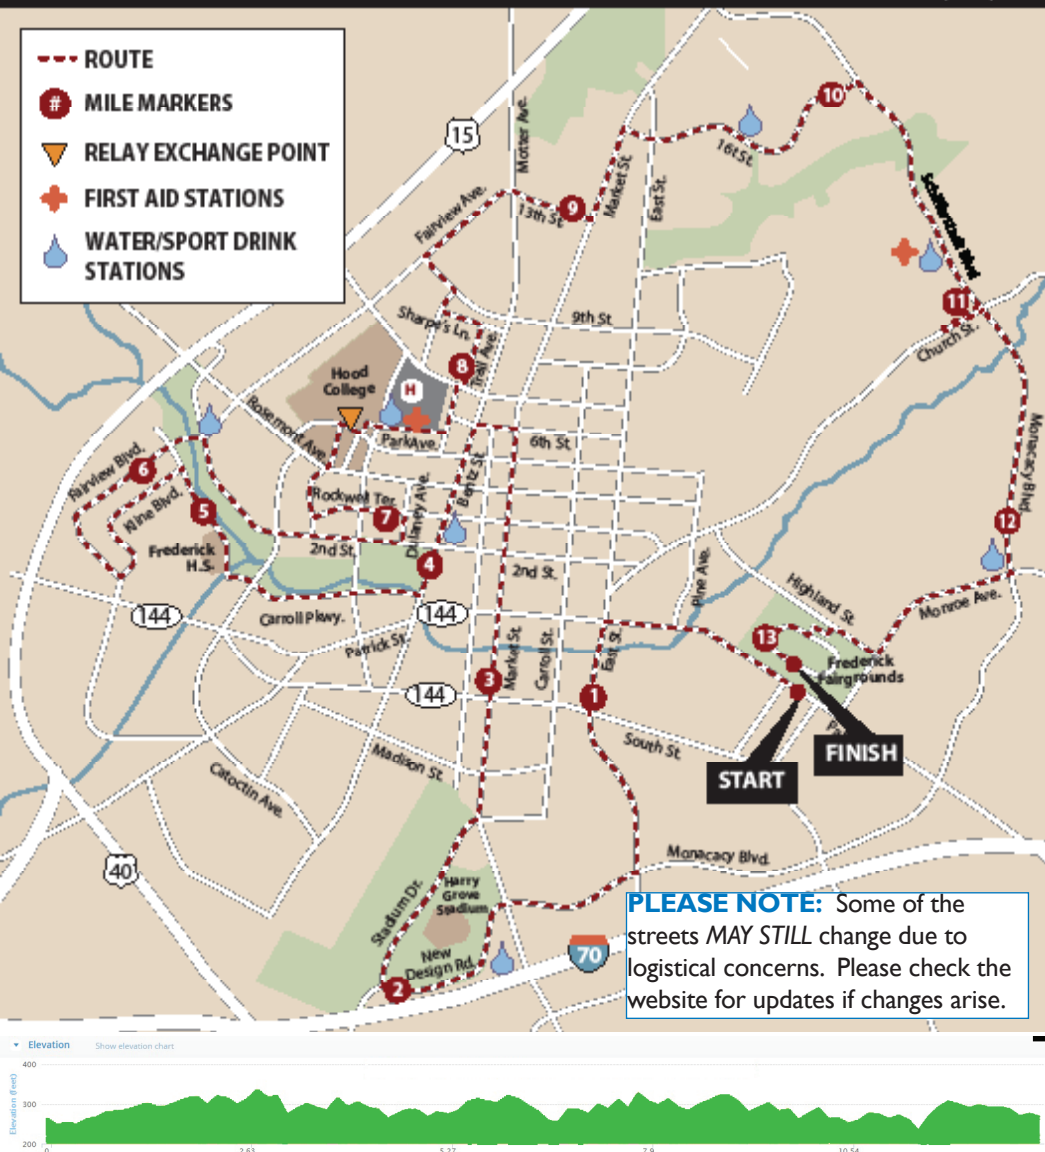 ROUTE
# MILE MARKERS
RELAY EXCHANGE POINT
FIRST AID STATIONS
WATER/SPORT DRINK
STATIONS
15
Motter Ave.
Fairview Ave.
13th St
9
Market St.
East St.
16t St.
10
11
Church St.
Sharpe's Ln.
9th St
8
Trail Ave.
H
Hood
College
Rosemont Ave.
Park Ave.
6th St
Bentz St.
Fairview Blvd.
6
Kline Blvd.
5
Rockwell Ter.
7
Dulaney Ave.
Frederick
H.S.
2nd St.
4
2nd St.
Pine Ave.
Monacacy Blvd
12
Highland St.
Monroe Ave.
144
Carroll Pkwy.
144
Patrick St.
13
Frederick
Fairgrounds
Market St.
Carroll St.
East St.
3
144
1
START
FINISH
South St.
Madison St.
Catoctin Ave.
40
Monacacy Blvd.
Stadium Dr.
Harry
Grove
Stadium
New
Design Rd.
2
70
PLEASE NOTE: Some of the
streets MAY STILL change due to
logistical concerns. Please check the
website for updates if changes arise.
Elevation Show elevation chart
Elevation (feet)
400
300
200
0 2.63 5.27 7.9 10.54